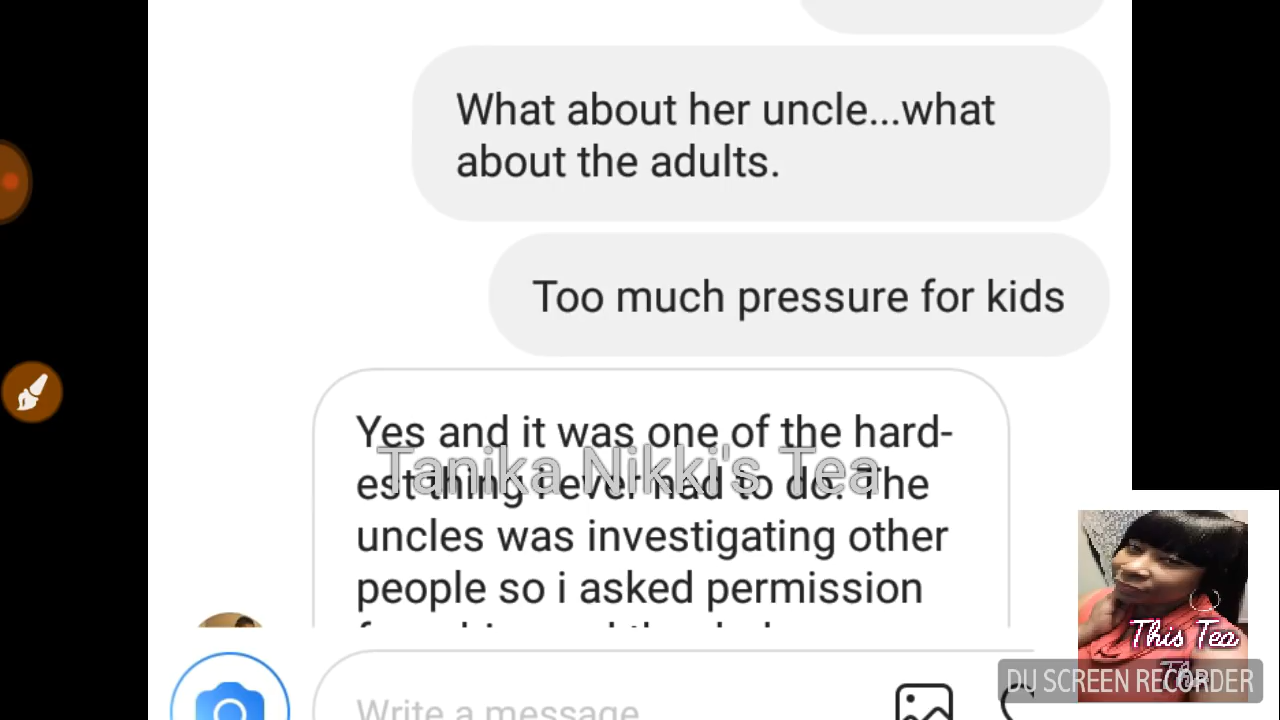 What about her uncle...what
about the adults.
Too much pressure for kids
Yes and it was one of the hard-
est thing i ever had to do. The
Tanika Nikki's Tea
uncles was investigating other
people so i asked permission
Write a message
This Tea
DU SCREEN RECORDER